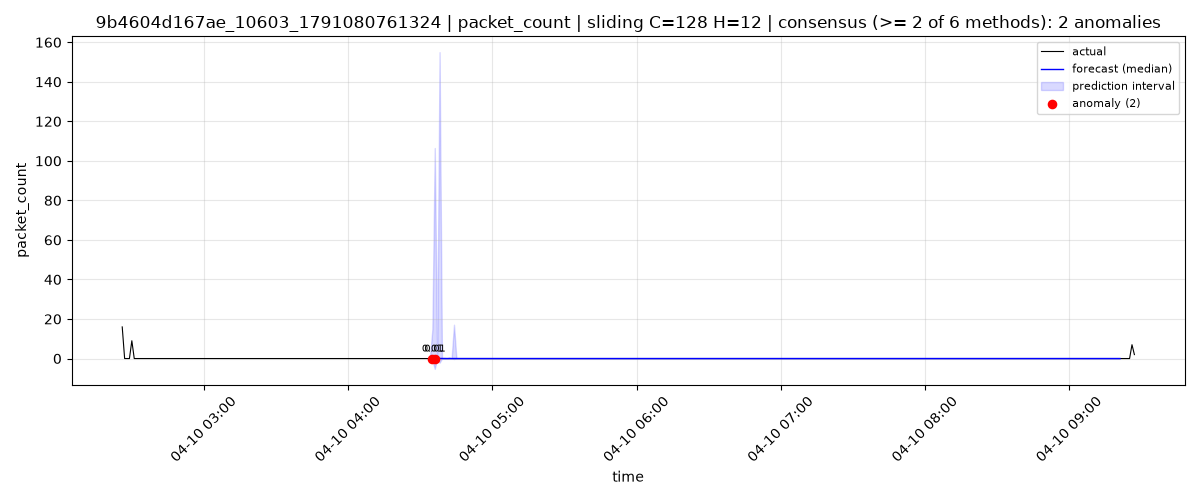 9b4604d167ae_10603_1791080761324 | packet_count | sliding C=128 H=12 | consensus (>= 2 of 6 methods): 2 anomalies
actual
forecast (median)
prediction interval
anomaly (2)
packet_count
160
140
120
100
80
60
40
20
0
04-10 03:00
04-10 04:00
04-10 05:00
04-10 06:00
04-10 07:00
04-10 08:00
04-10 09:00
time